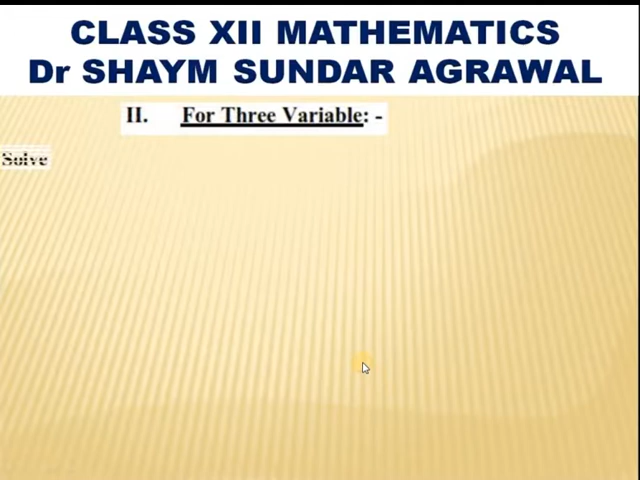 CLASS XII MATHEMATICS
Dr SHAYM SUNDAR AGRAWAL
II. For Three Variable: -
Solve